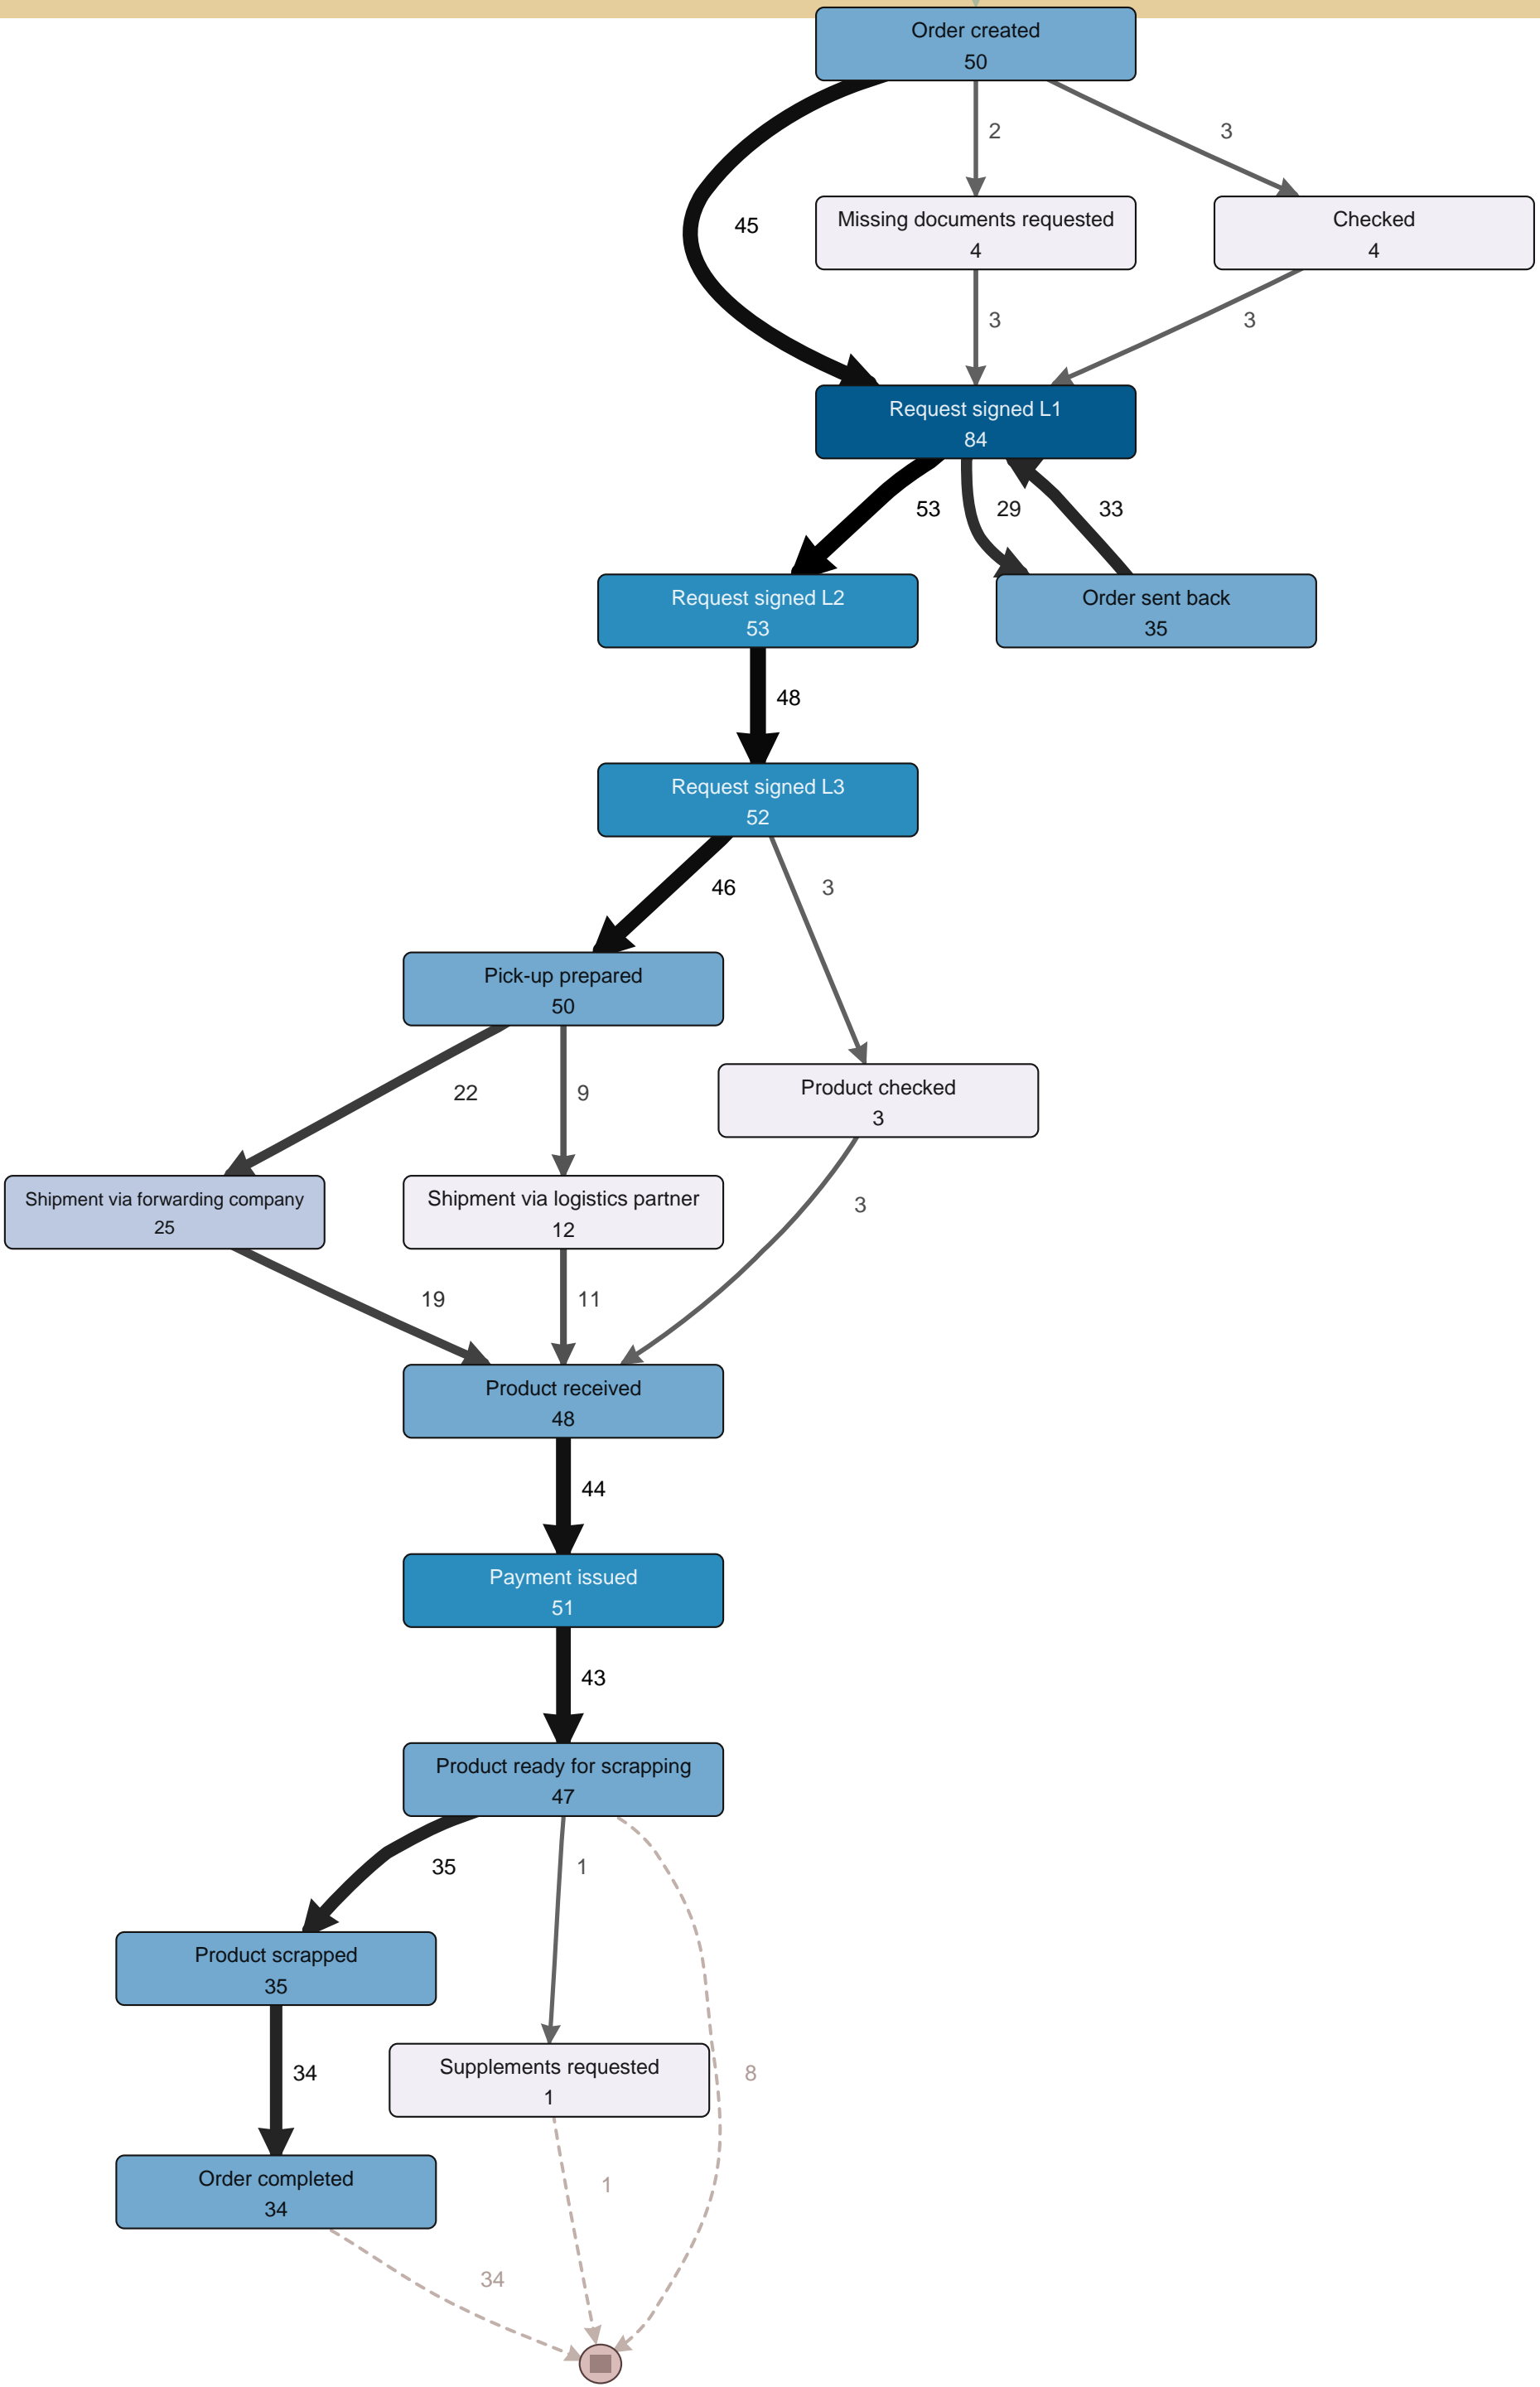 Order created
50
2
3
45
Missing documents requested
4
Checked
4
3
3
Request signed L1
84
53
29
33
Request signed L2
53
Order sent back
35
48
Request signed L3
52
46
3
Pick-up prepared
50
22
9
Product checked
3
Shipment via forwarding company
25
Shipment via logistics partner
12
3
19
11
Product received
48
44
Payment issued
51
43
Product ready for scrapping
47
35
1
Product scrapped
35
34
Supplements requested
1
8
Order completed
34
1
34